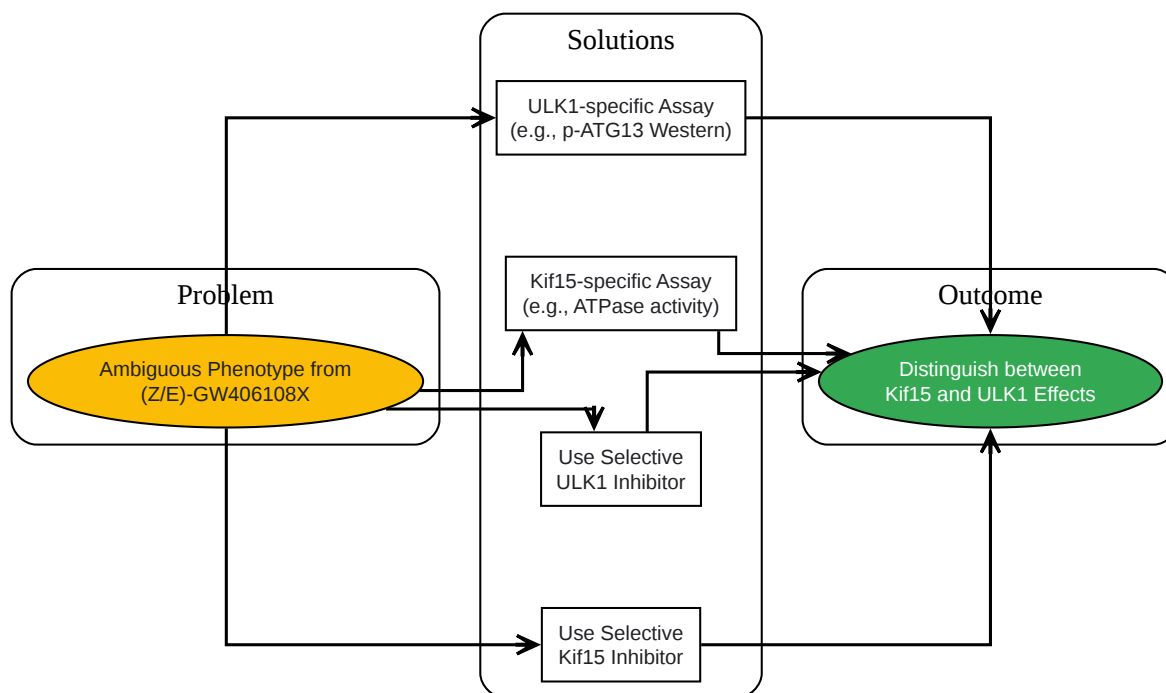 Solutions
ULK1-specific Assay
(e.g., p-ATG13 Western)
Problem
Ambiguous Phenotype from
(Z/E)-GW406108X
Kif15-specific Assay
(e.g., ATPase activity)
Use Selective
ULK1 Inhibitor
Use Selective
Kif15 Inhibitor
Outcome
Distinguish between
Kif15 and ULK1 Effects